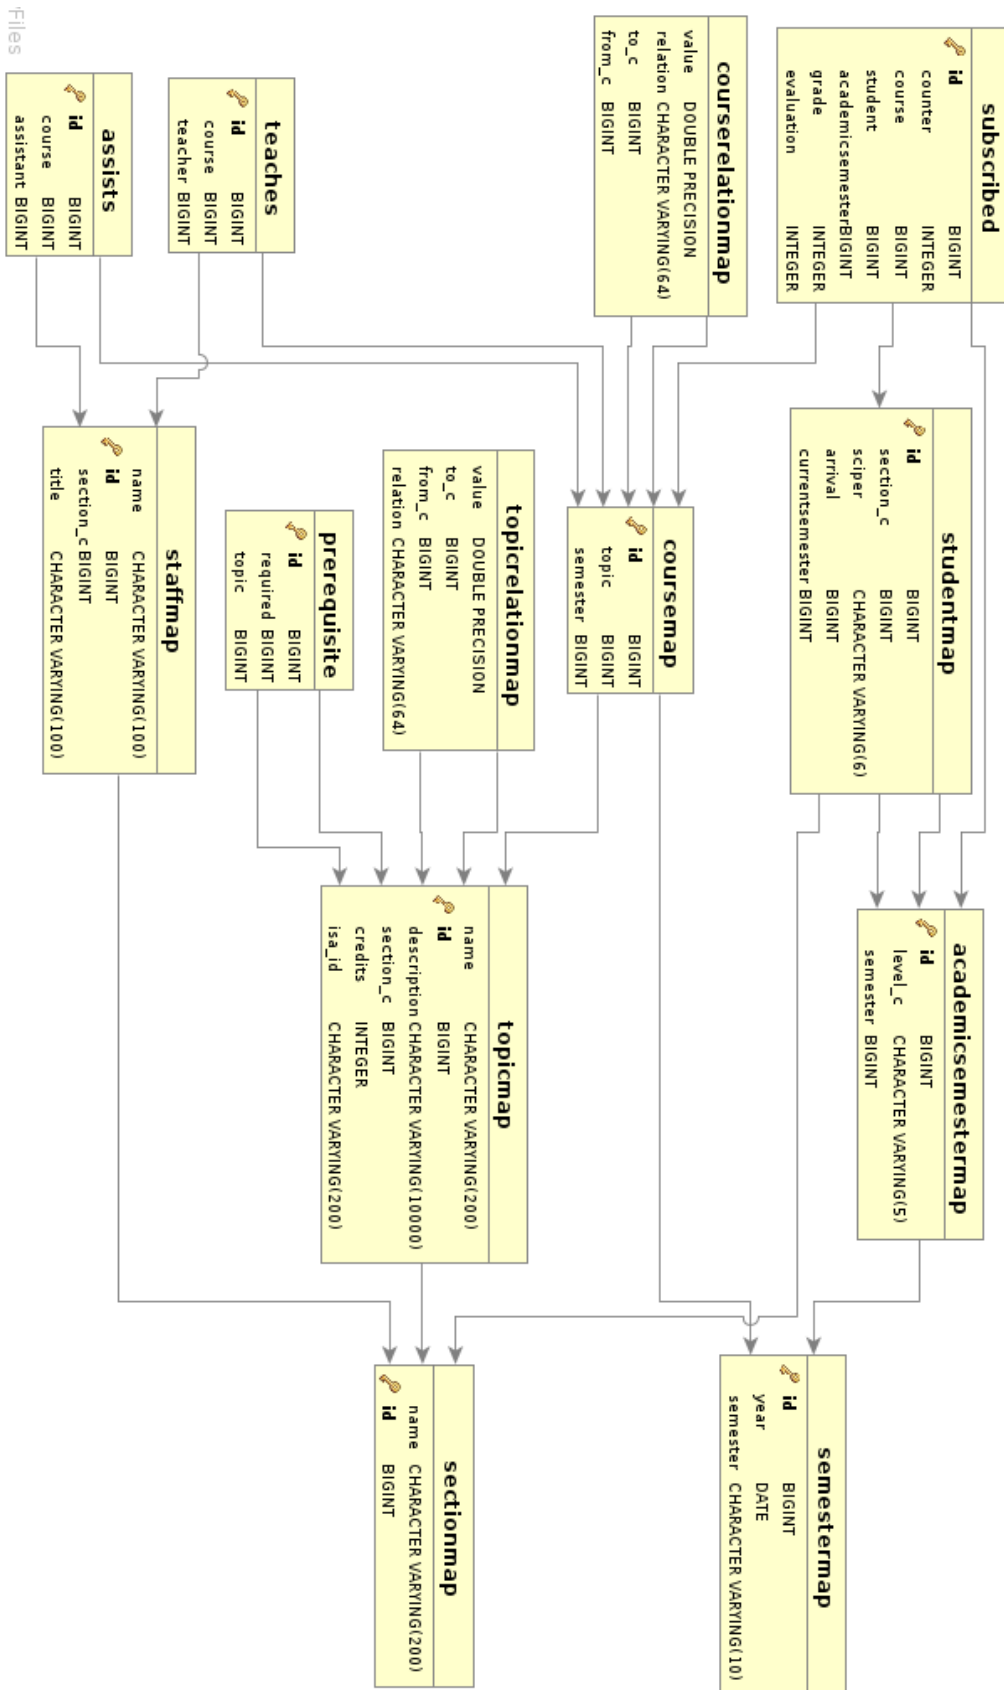 subscribed
id BIGINT
counter INTEGER
course BIGINT
student BIGINT
academicsemester BIGINT
grade INTEGER
evaluation INTEGER
courserelationmap
value DOUBLE PRECISION
relation CHARACTER VARYING(64)
to_c BIGINT
from_c BIGINT
teaches
id BIGINT
course BIGINT
teacher BIGINT
assists
id BIGINT
course BIGINT
assistant BIGINT
studentmap
id BIGINT
section_c BIGINT
sciper CHARACTER VARYING(6)
arrival BIGINT
currentsemester BIGINT
coursemap
id BIGINT
topic BIGINT
semester BIGINT
topicrelationmap
value DOUBLE PRECISION
to_c BIGINT
from_c BIGINT
relation CHARACTER VARYING(64)
prerequisite
id BIGINT
required BIGINT
topic BIGINT
staffmap
name CHARACTER VARYING(100)
id BIGINT
section_c BIGINT
title CHARACTER VARYING(100)
academicsemestermap
id BIGINT
level_c CHARACTER VARYING(5)
semester BIGINT
topicmap
name CHARACTER VARYING(200)
id BIGINT
description CHARACTER VARYING(10000)
section_c BIGINT
credits INTEGER
isa_id CHARACTER VARYING(200)
semestermap
id BIGINT
year DATE
semester CHARACTER VARYING(10)
sectionmap
name CHARACTER VARYING(200)
id BIGINT
'Files